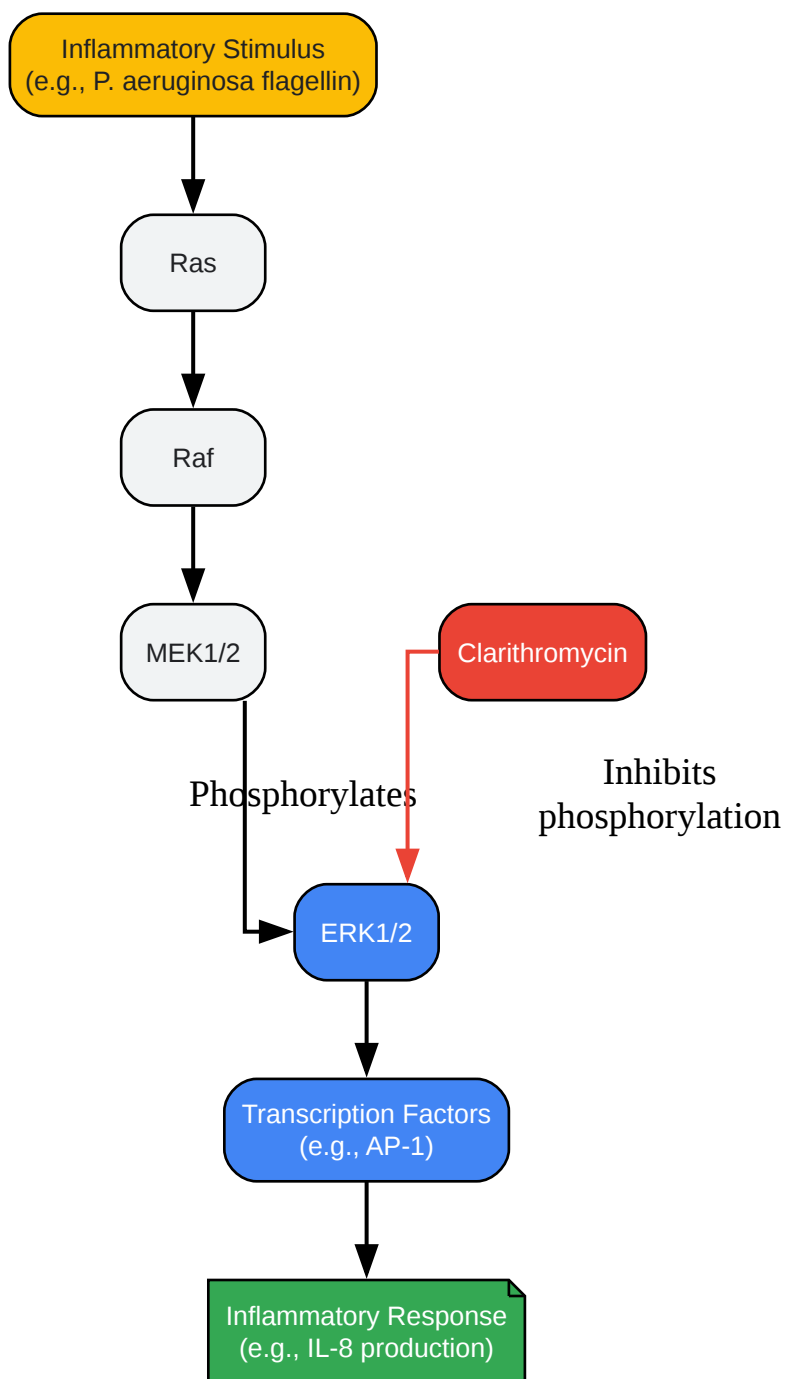 Inflammatory Stimulus
(e.g., P. aeruginosa flagellin)
Ras
Raf
MEK1/2
Clarithromycin
Phosphorylates
Inhibits
phosphorylation
ERK1/2
Transcription Factors
(e.g., AP-1)
Inflammatory Response
(e.g., IL-8 production)